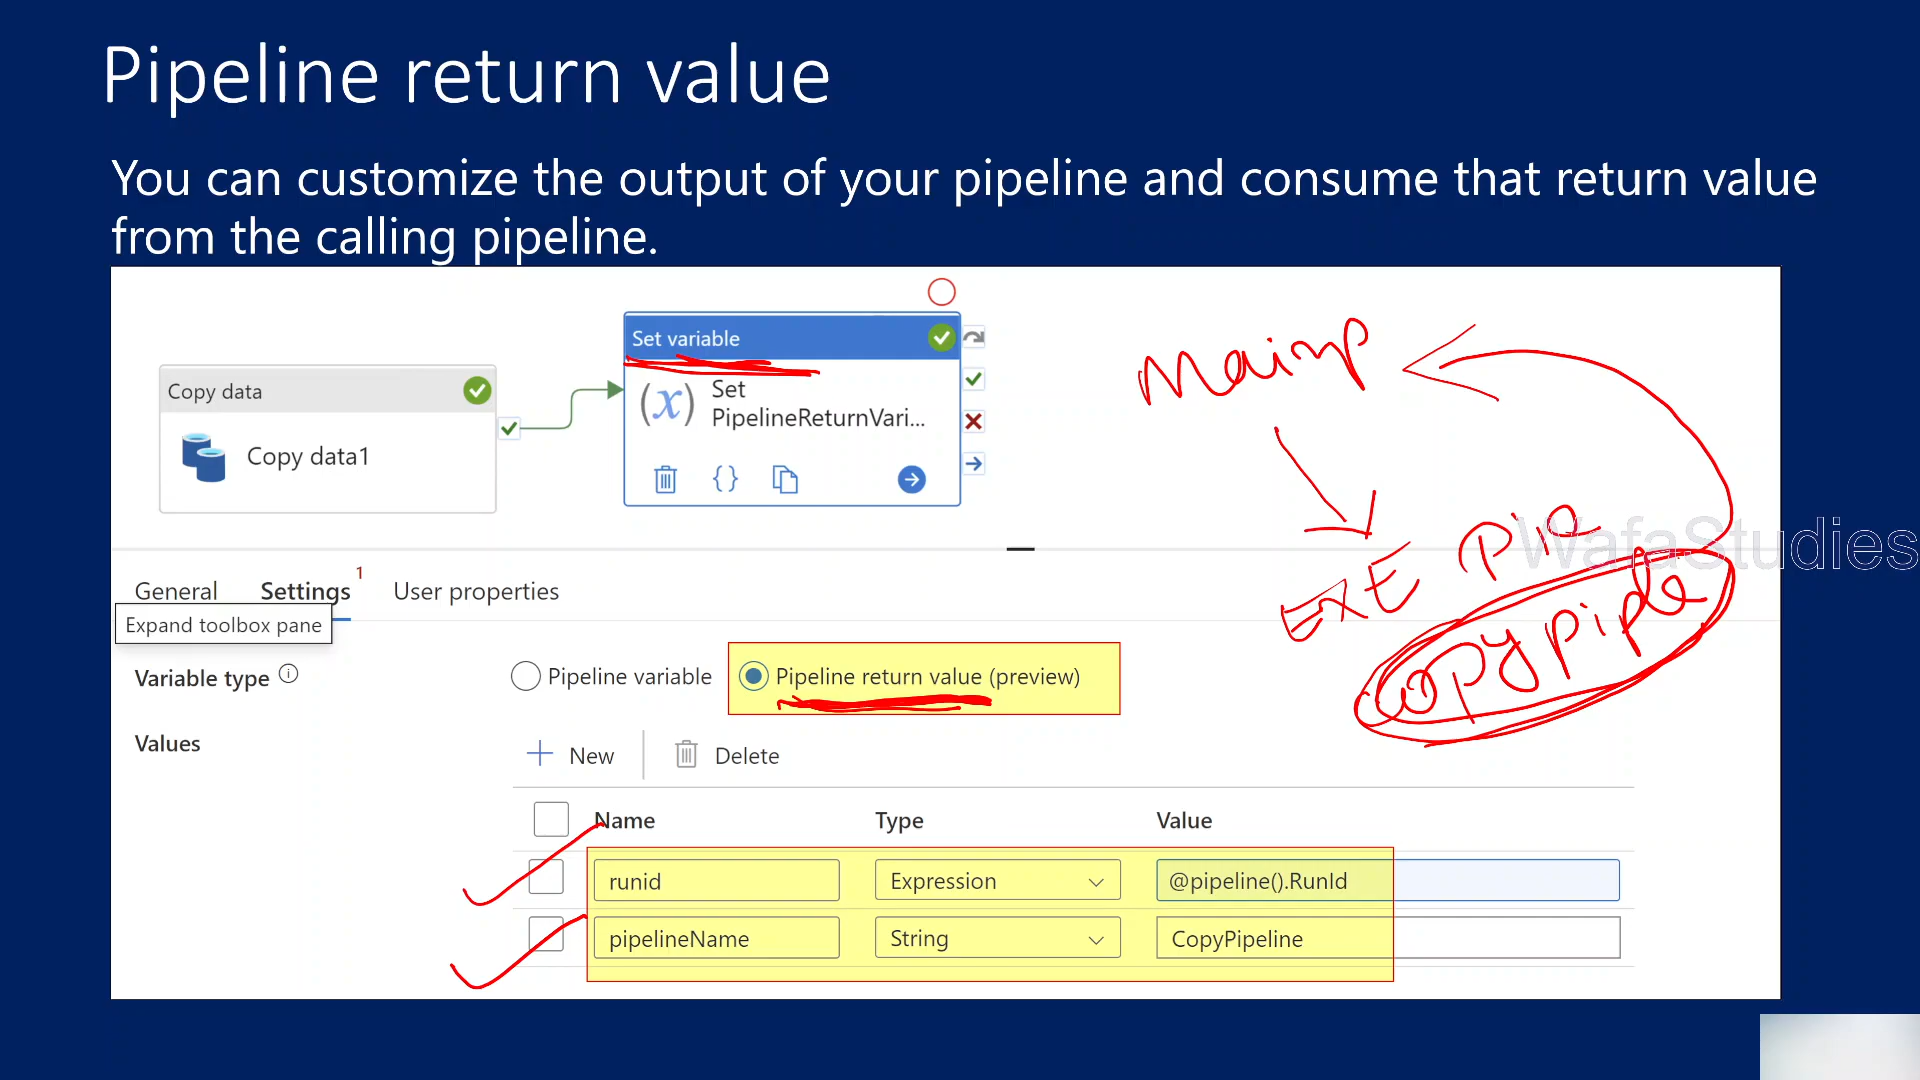 Pipeline return value
You can customize the output of your pipeline and consume that return value
from the calling pipeline.
Set variable
Copy data
Set
PipelineReturnVari...
(x)
Copy data1
{}
mainp
EXE PIP
copypiple
WafaStudies
General Settings 1 User properties
Expand toolbox pane
Variable type Pipeline variable Pipeline return value (preview)
Values
New Delete
Name Type Value
runid Expression @pipeline().RunId
pipelineName String CopyPipeline